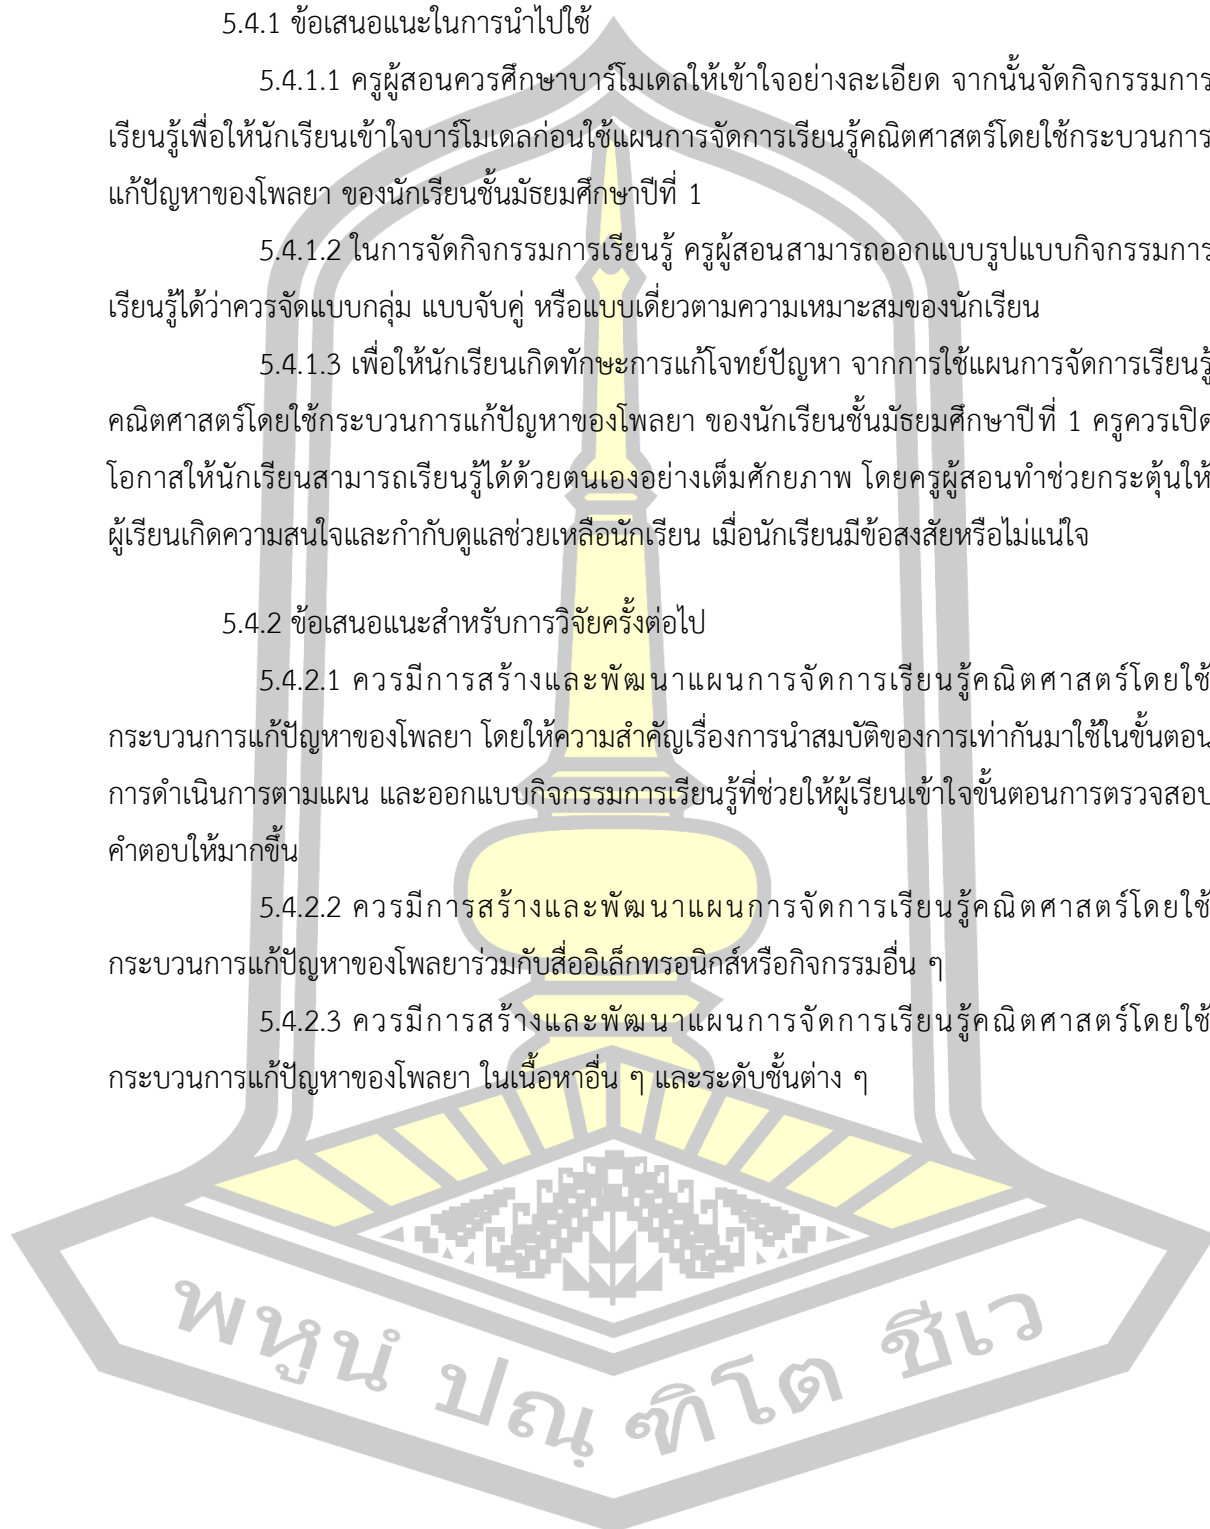 5.4.1 ข้อเสนอแนะในการนำไปใช้
5.4.1.1 ครูผู้สอนควรศึกษาบาร์โมเดลให้เข้าใจอย่างละเอียด จากนั้นจัดกิจกรรมการ
เรียนรู้เพื่อให้นักเรียนเข้าใจบาร์โมเดลก่อนใช้แผนการจัดการเรียนรู้คณิตศาสตร์โดยใช้กระบวนการ
แก้ปัญหาของโพลยา ของนักเรียนชั้นมัธยมศึกษาปีที่ 1
5.4.1.2 ในการจัดกิจกรรมการเรียนรู้ ครูผู้สอนสามารถออกแบบรูปแบบกิจกรรมการ
เรียนรู้ได้ว่าควรจัดแบบกลุ่ม แบบจับคู่ หรือแบบเดี่ยวตามความเหมาะสมของนักเรียน
5.4.1.3 เพื่อให้นักเรียนเกิดทักษะการแก้โจทย์ปัญหา จากการใช้แผนการจัดการเรียนรู้
คณิตศาสตร์โดยใช้กระบวนการแก้ปัญหาของโพลยา ของนักเรียนชั้นมัธยมศึกษาปีที่ 1 ครูควรเปิด
โอกาสให้นักเรียนสามารถเรียนรู้ได้ด้วยตนเองอย่างเต็มศักยภาพ โดยครูผู้สอนทำช่วยกระตุ้นให้
ผู้เรียนเกิดความสนใจและกำกับดูแลช่วยเหลือนักเรียน เมื่อนักเรียนมีข้อสงสัยหรือไม่แน่ใจ
5.4.2 ข้อเสนอแนะสำหรับการวิจัยครั้งต่อไป
5.4.2.1 ควรมีการสร้างและพัฒนาแผนการจัดการเรียนรู้คณิตศาสตร์โดยใช้
กระบวนการแก้ปัญหาของโพลยา โดยให้ความสำคัญเรื่องการนำสมบัติของการเท่ากันมาใช้ในขั้นตอน
การดำเนินการตามแผน และออกแบบกิจกรรมการเรียนรู้ที่ช่วยให้ผู้เรียนเข้าใจขั้นตอนการตรวจสอบ
คำตอบให้มากขึ้น
5.4.2.2 ควรมีการสร้างและพัฒนาแผนการจัดการเรียนรู้คณิตศาสตร์โดยใช้
กระบวนการแก้ปัญหาของโพลยาร่วมกับสื่ออิเล็กทรอนิกส์หรือกิจกรรมอื่น ๆ
5.4.2.3 ควรมีการสร้างและพัฒนาแผนการจัดการเรียนรู้คณิตศาสตร์โดยใช้
กระบวนการแก้ปัญหาของโพลยา ในเนื้อหาอื่น ๆ และระดับชั้นต่าง ๆ
พหูนํ ปณฺฑิโต ชีเว